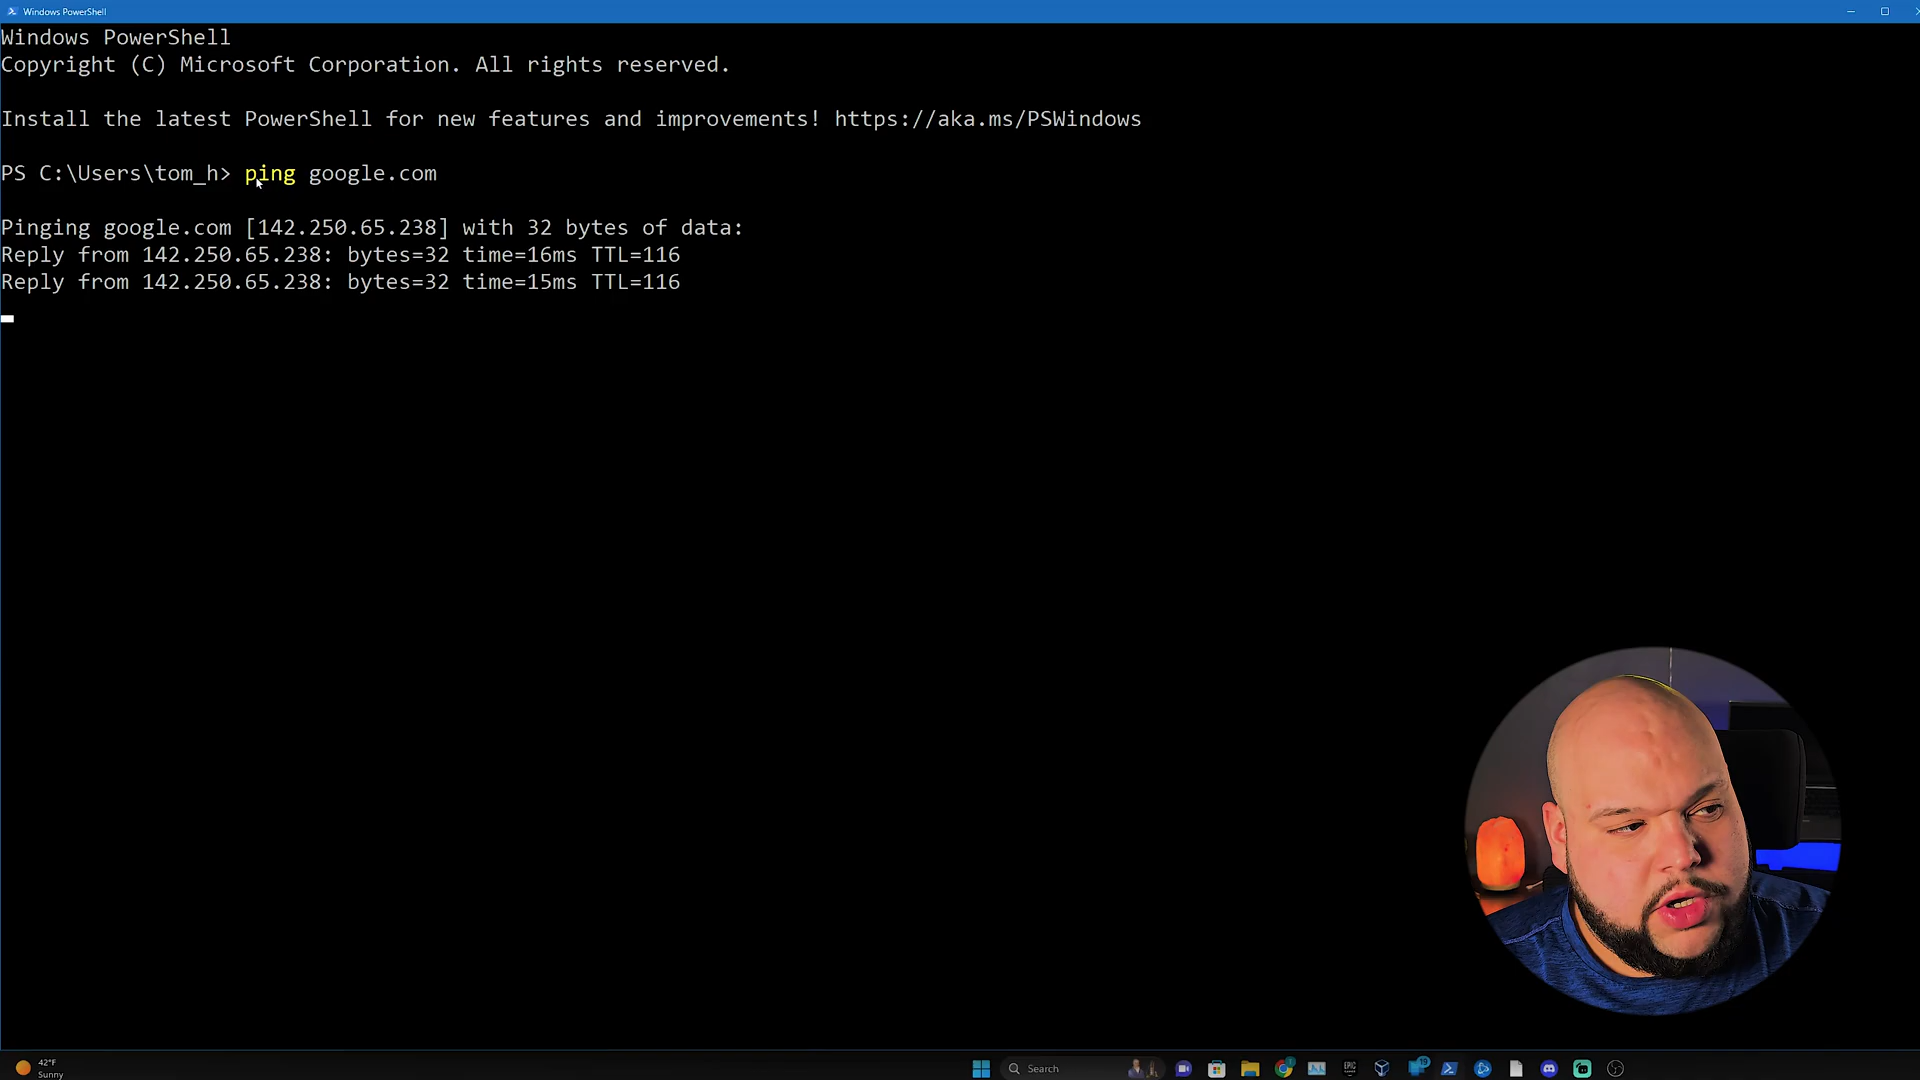 Windows PowerShell
Windows PowerShell
Copyright (C) Microsoft Corporation. All rights reserved.
Install the latest PowerShell for new features and improvements! https://aka.ms/PSWindows
PS C:\Users\tom_h> ping google.com
Pinging google.com [142.250.65.238] with 32 bytes of data:
Reply from 142.250.65.238: bytes=32 time=16ms TTL=116
Reply from 142.250.65.238: bytes=32 time=15ms TTL=116
42°F
Sunny
Search
EPIC
19